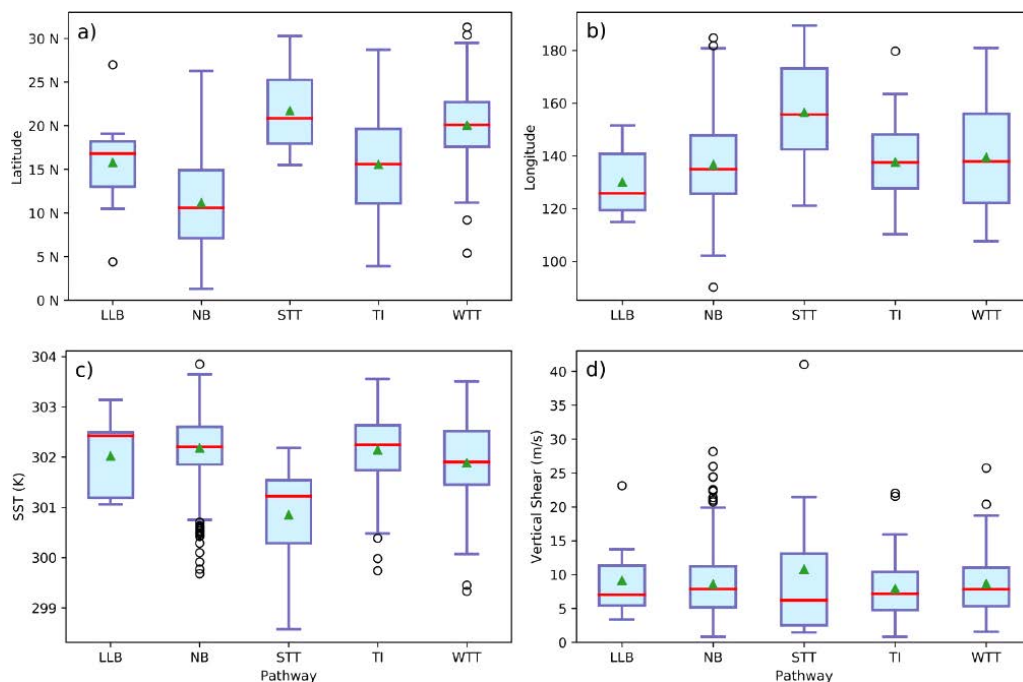 a)
30 N
25 N
20 N
15 N
10 N
5 N
0 N
Latitude
LLB NB STT TI WTT
b)
180
160
140
120
100
Longitude
LLB NB STT TI WTT
c)
304
303
302
301
300
299
SST (K)
LLB NB STT TI WTT
Pathway
d)
40
35
30
25
20
15
10
5
0
Vertical Shear (m/s)
LLB NB STT TI WTT
Pathway